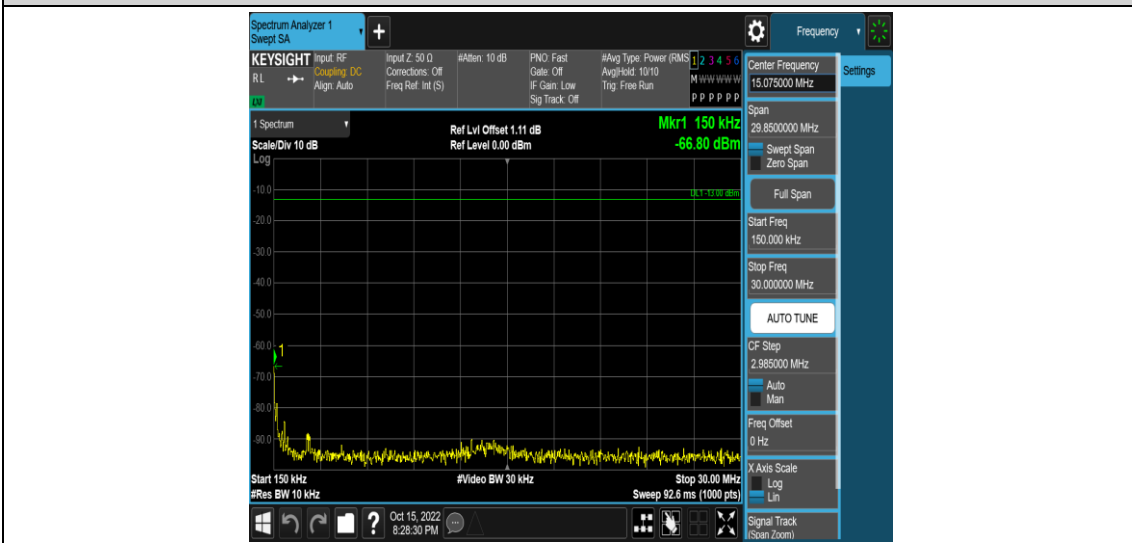 Spectrum Analyzer 1
Swept SA
+
Frequency
KEYSIGHT
RL
Input: RF
Coupling: DC
Align: Auto
Input Z: 50 Ω
Corrections: Off
Freq Ref: Int (S)
#Atten: 10 dB
PNO: Fast
Gate: Off
IF Gain: Low
Sig Track: Off
#Avg Type: Power (RMS
Avg|Hold: 10/10
Trig: Free Run
1 2 3 4 5 6
M W W W W W
P P P P P P
1 Spectrum
Scale/Div 10 dB
Log
Ref Lvl Offset 1.11 dB
Ref Level 0.00 dBm
Mkr1 150 kHz
-66.80 dBm
DL1 -13.00 dBm
-10.0
-20.0
-30.0
-40.0
-50.0
-60.0
1
-70.0
-80.0
-90.0
Start 150 kHz
#Res BW 10 kHz
#Video BW 30 kHz
Stop 30.00 MHz
Sweep 92.6 ms (1000 pts)
Center Frequency
15.075000 MHz
Settings
Span
29.8500000 MHz
Swept Span
Zero Span
Full Span
Start Freq
150.000 kHz
Stop Freq
30.000000 MHz
AUTO TUNE
CF Step
2.985000 MHz
Auto
Man
Freq Offset
0 Hz
X Axis Scale
Log
Lin
Signal Track
(Span Zoom)
?
Oct 15, 2022
8:28:30 PM